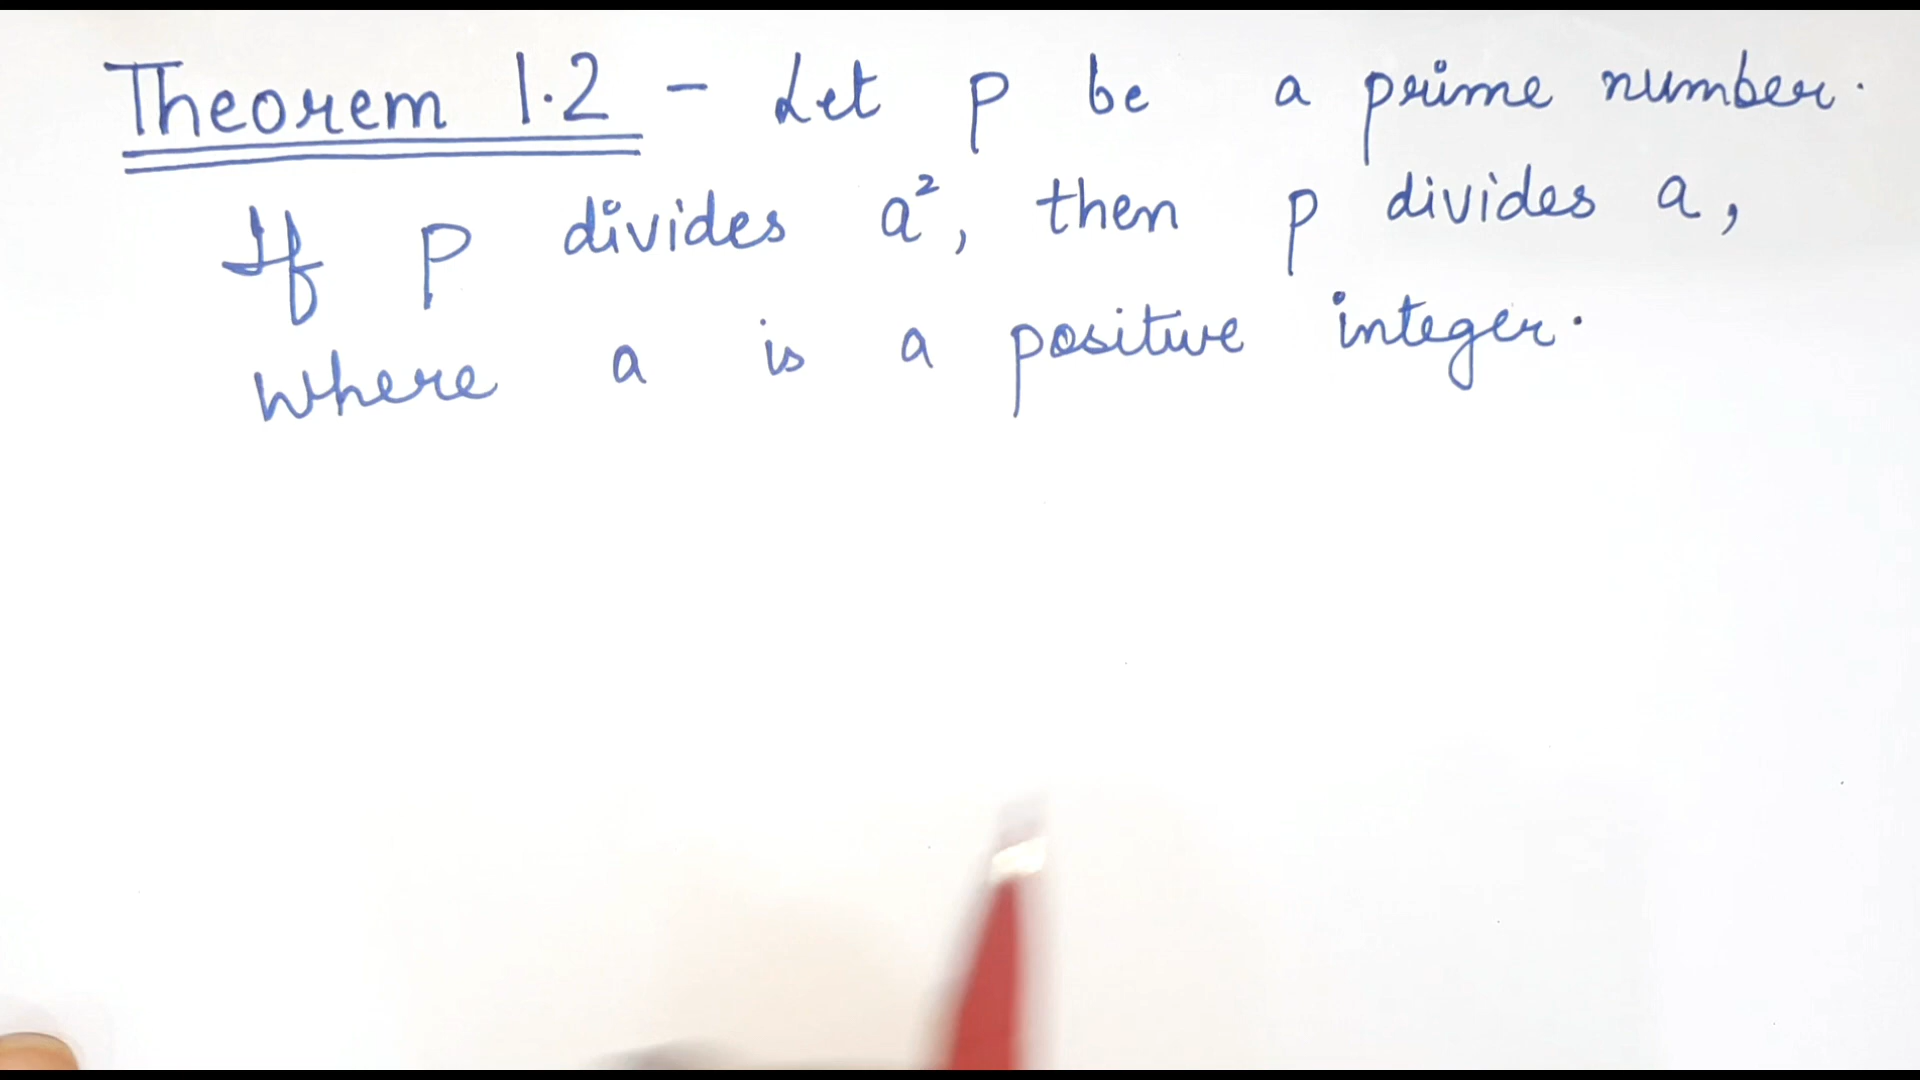 Theorem 1.2 - Let p be a prime number.
If p divides a², then p divides a,
where a is a positive integer.